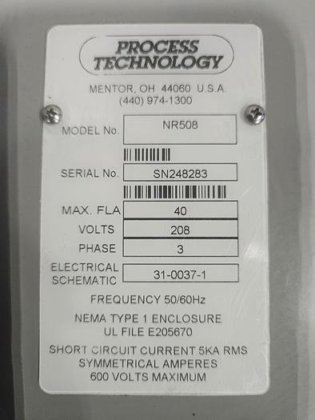 PROCESS
TECHNOLOGY
MENTOR, OH 44060 U.S.A.
(440) 974-1300
MODEL No. NR508
SERIAL No. SN248283
MAX. FLA 40
VOLTS 208
PHASE 3
ELECTRICAL
SCHEMATIC 31-0037-1
FREQUENCY 50/60Hz
NEMA TYPE 1 ENCLOSURE
UL FILE E205670
SHORT CIRCUIT CURRENT 5KA RMS
SYMMETRICAL AMPERES
600 VOLTS MAXIMUM